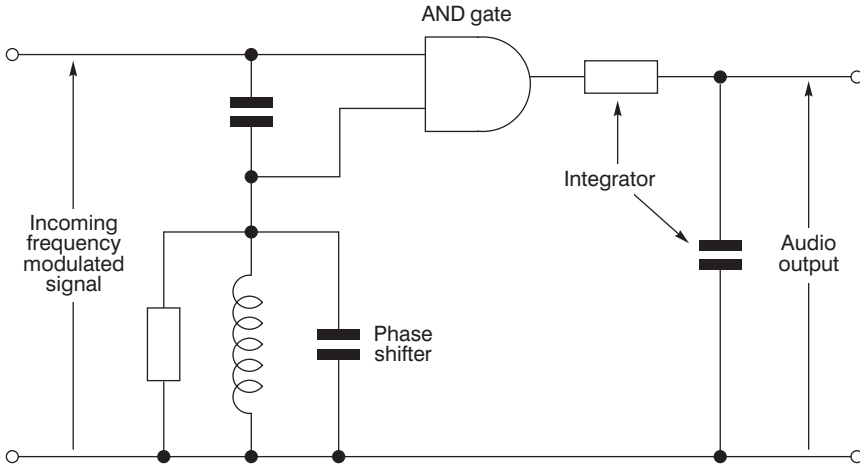 AND gate
Integrator
Incoming
frequency
modulated
signal
Audio
output
Phase
shifter